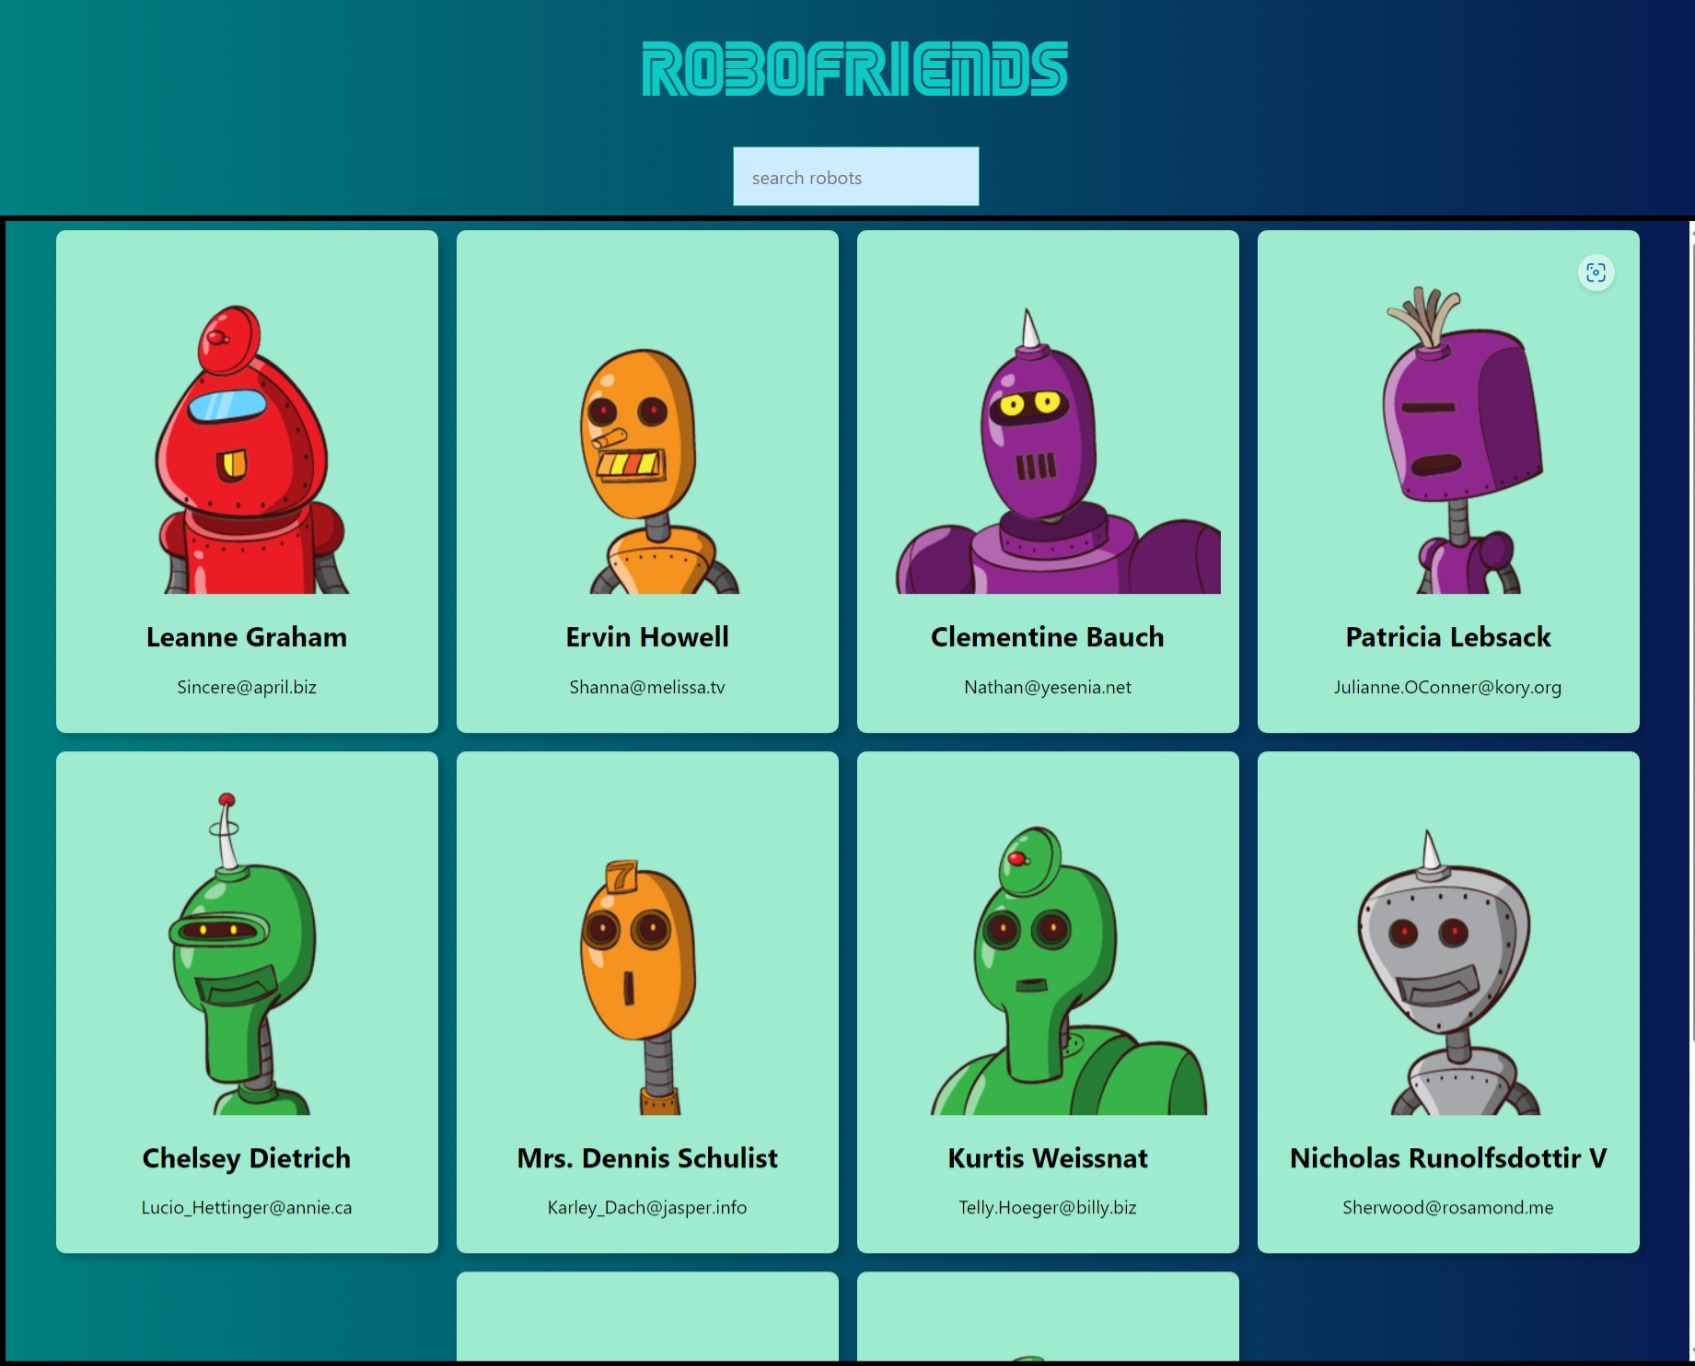 ROBOFRIENDS
search robots
Leanne Graham
Sincere@april.biz
Ervin Howell
Shanna@melissa.tv
Clementine Bauch
Nathan@yesenia.net
Patricia Lebsack
Julianne.OConner@kory.org
7
Chelsey Dietrich
Lucio_Hettinger@annie.ca
Mrs. Dennis Schulist
Karley_Dach@jasper.info
Kurtis Weissnat
Telly.Hoeger@billy.biz
Nicholas Runolfsdottir V
Sherwood@rosamond.me